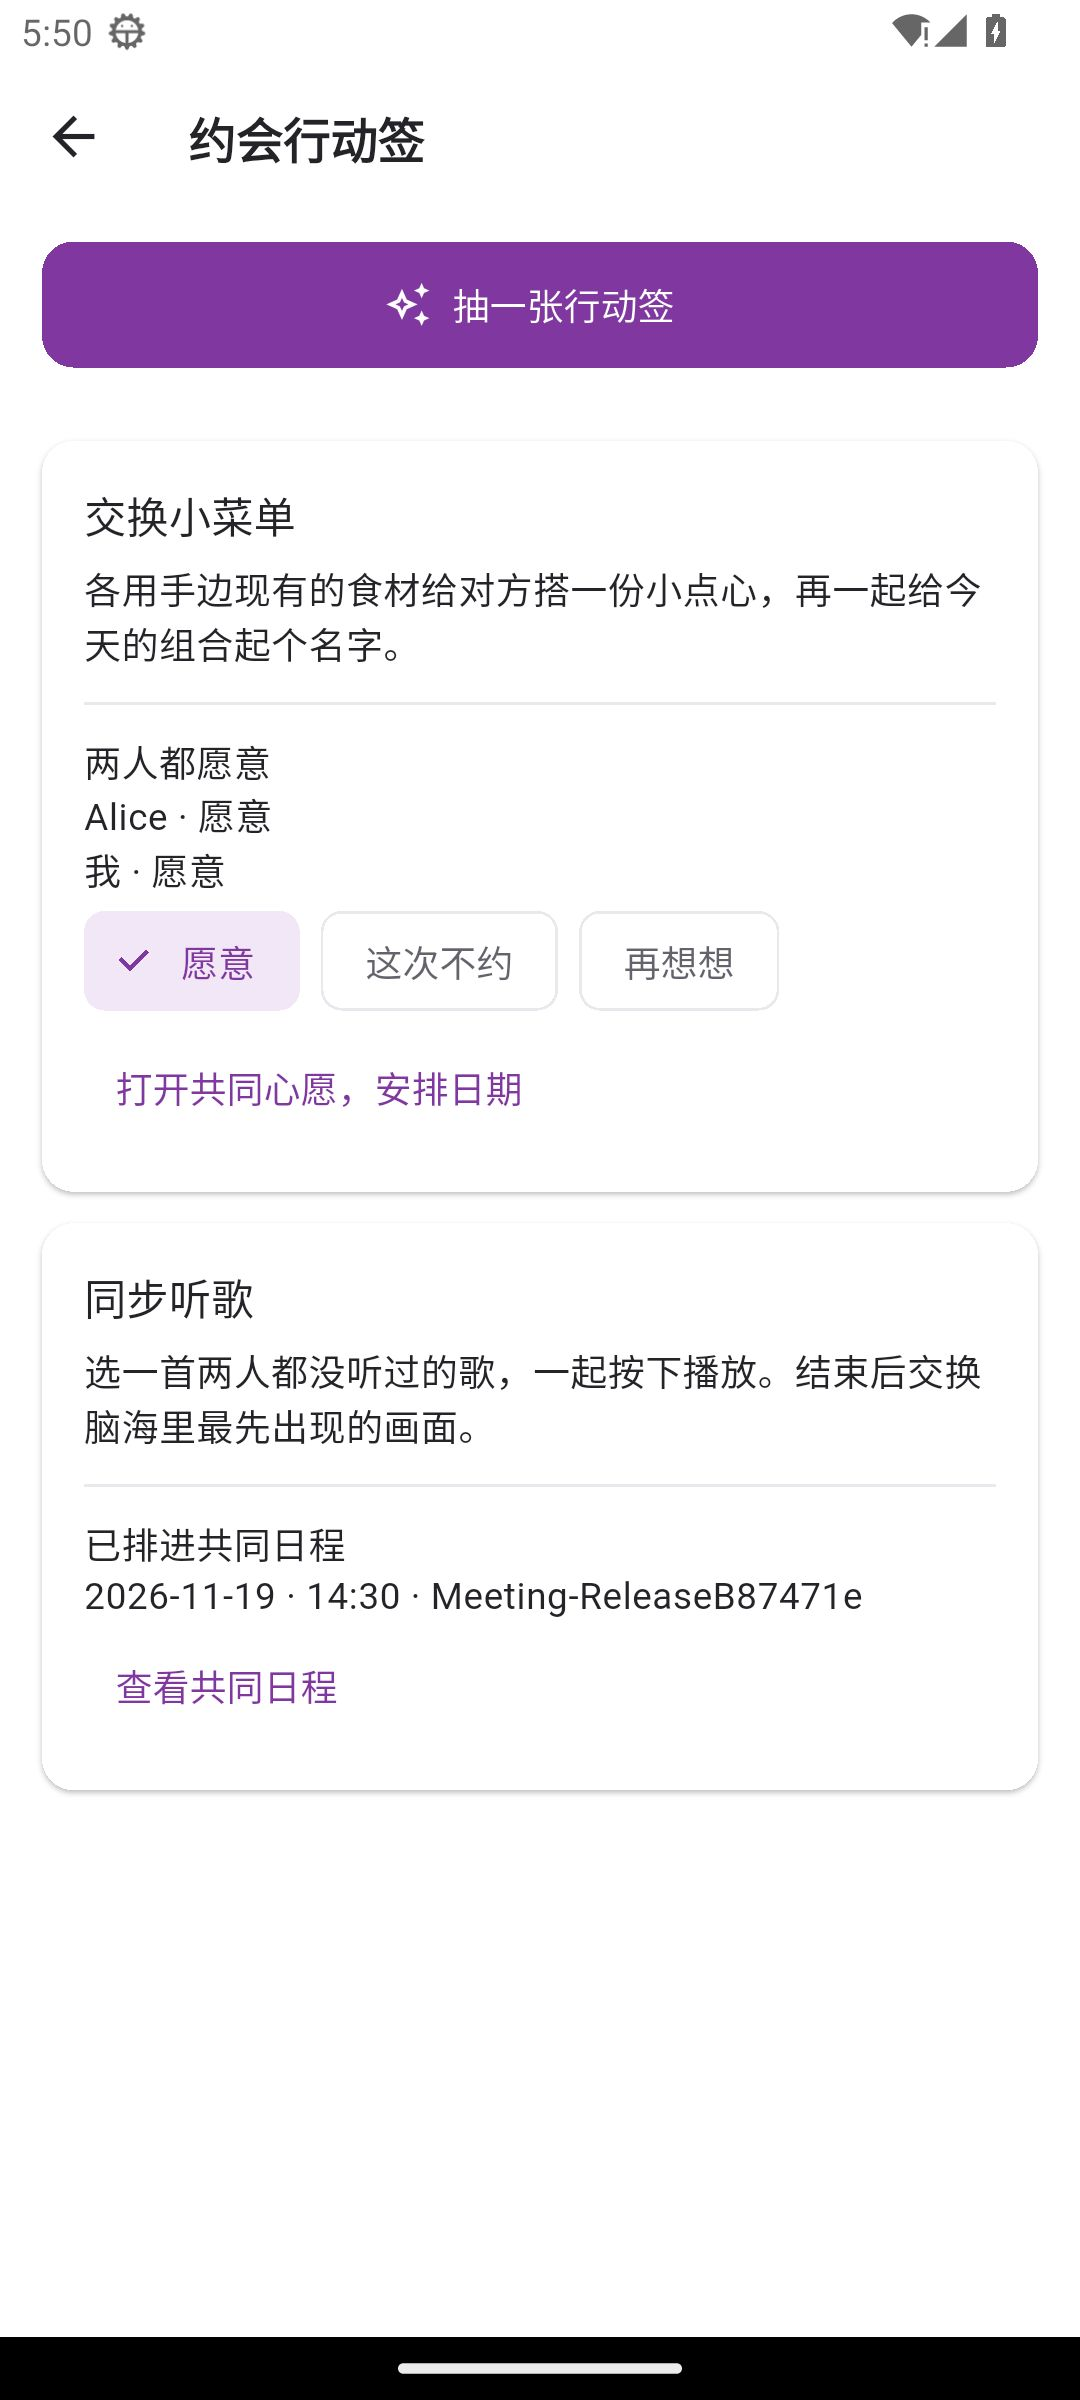 5:50
约会行动签
抽一张行动签
交换小菜单
各用手边现有的食材给对方搭一份小点心，再一起给今
天的组合起个名字。
两人都愿意
Alice · 愿意
我 · 愿意
愿意
这次不约
再想想
打开共同心愿，安排日期
同步听歌
选一首两人都没听过的歌，一起按下播放。结束后交换
脑海里最先出现的画面。
已排进共同日程
2026-11-19 · 14:30 · Meeting-ReleaseB87471e
查看共同日程